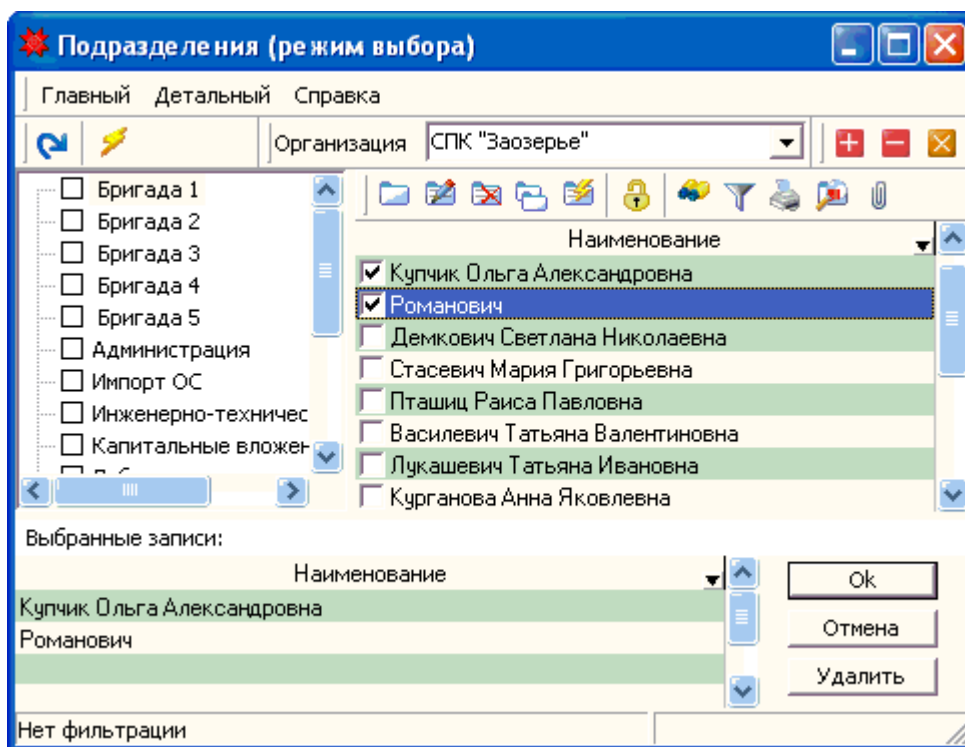 Подразделения (режим выбора)
Главный Детальный Справка
Организация СПК "Заозерье"
Бригада 1
Бригада 2
Бригада 3
Бригада 4
Бригада 5
Администрация
Импорт ОС
Инженерно-техничес
Капитальные вложен
Наименование
Купчик Ольга Александровна
Романович
Демкович Светлана Николаевна
Стасевич Мария Григорьевна
Пташиц Раиса Павловна
Василевич Татьяна Валентиновна
Лукашевич Татьяна Ивановна
Курганова Анна Яковлевна
Выбранные записи:
Наименование
Купчик Ольга Александровна
Романович
Ok
Отмена
Удалить
Нет фильтрации